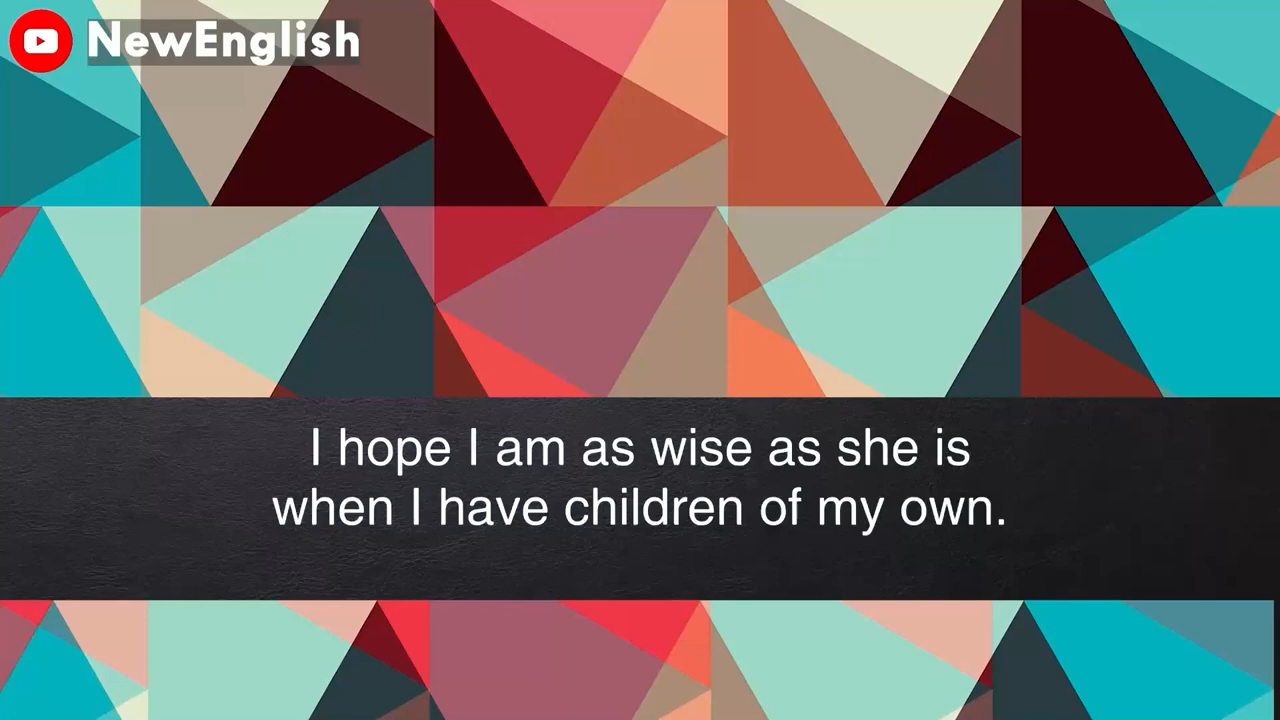 NewEnglish
I hope I am as wise as she is
when I have children of my own.